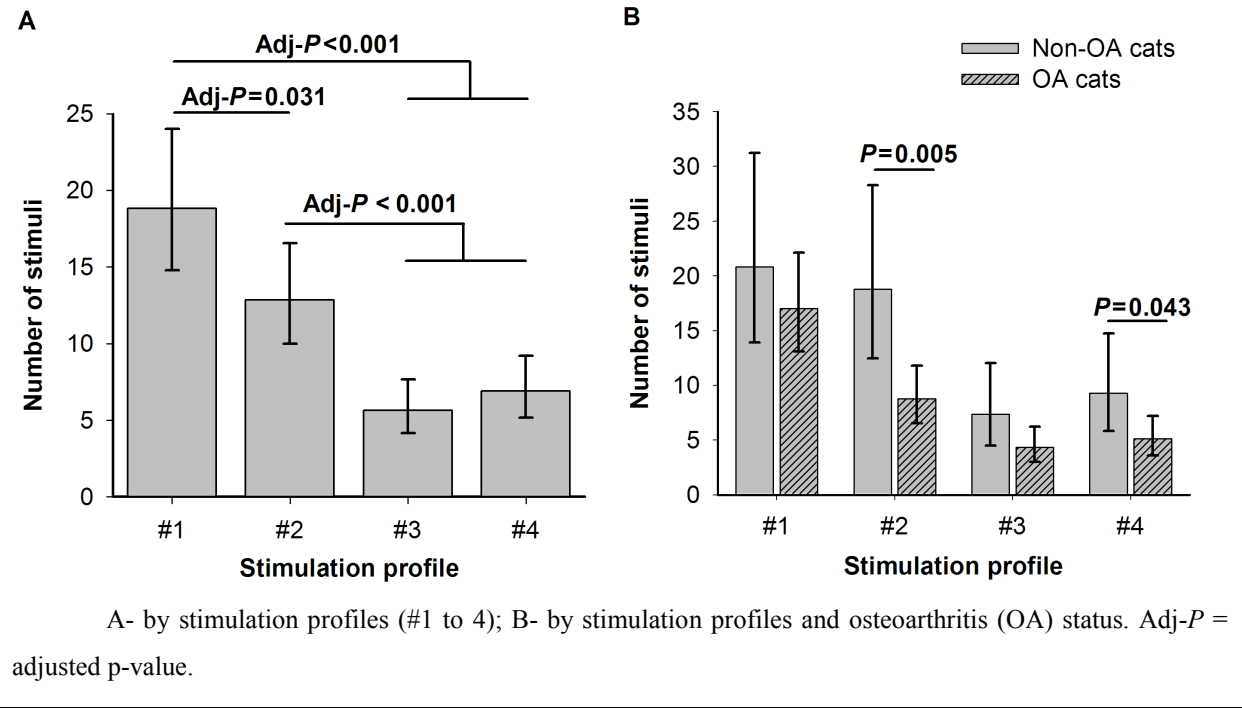 A
Adj-P<0.001
Adj-P=0.031
Adj-P < 0.001
25
20
15
10
5
0
Number of stimuli
#1 #2 #3 #4
Stimulation profile
B
Non-OA cats
OA cats
P=0.005
P=0.043
35
30
25
20
15
10
5
0
Number of stimuli
#1 #2 #3 #4
Stimulation profile
A- by stimulation profiles (#1 to 4); B- by stimulation profiles and osteoarthritis (OA) status. Adj-P =
adjusted p-value.